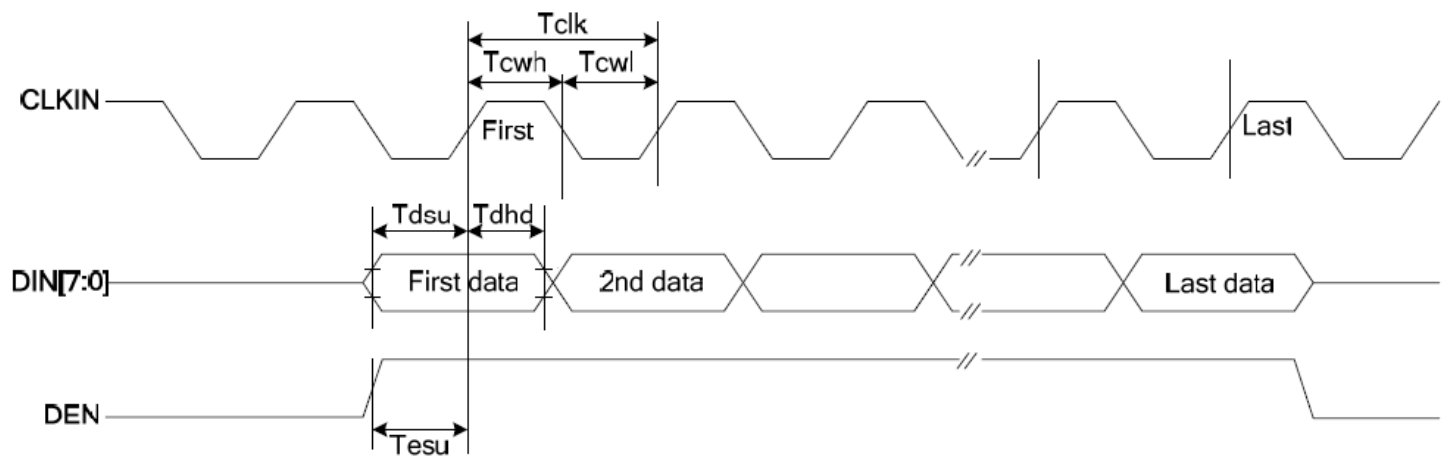 Tclk
Tcwh Tcwl
CLKIN
First
Last
Tdsu Tdhd
DIN[7:0]
First data
2nd data
Last data
DEN
Tesu